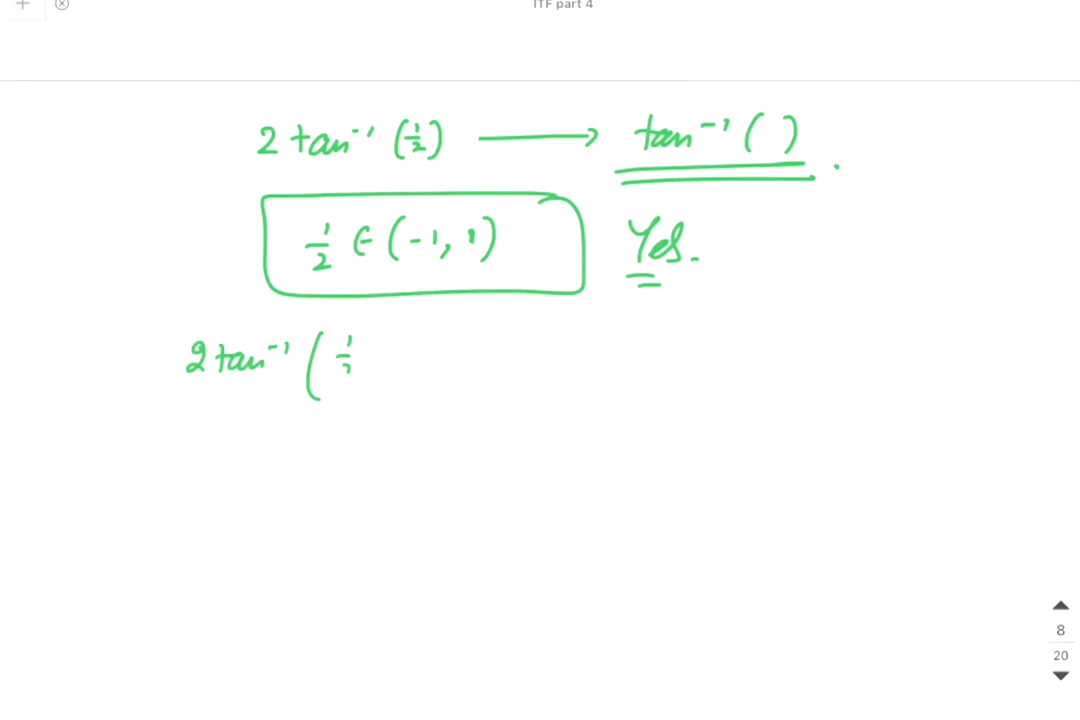 ITF part 4
2 tan⁻¹ (1/2) ⟶ tan⁻¹ ( ) .
1/2 ∈ (-1, 1) Yes.
2 tan⁻¹ ( 1/2
8
20